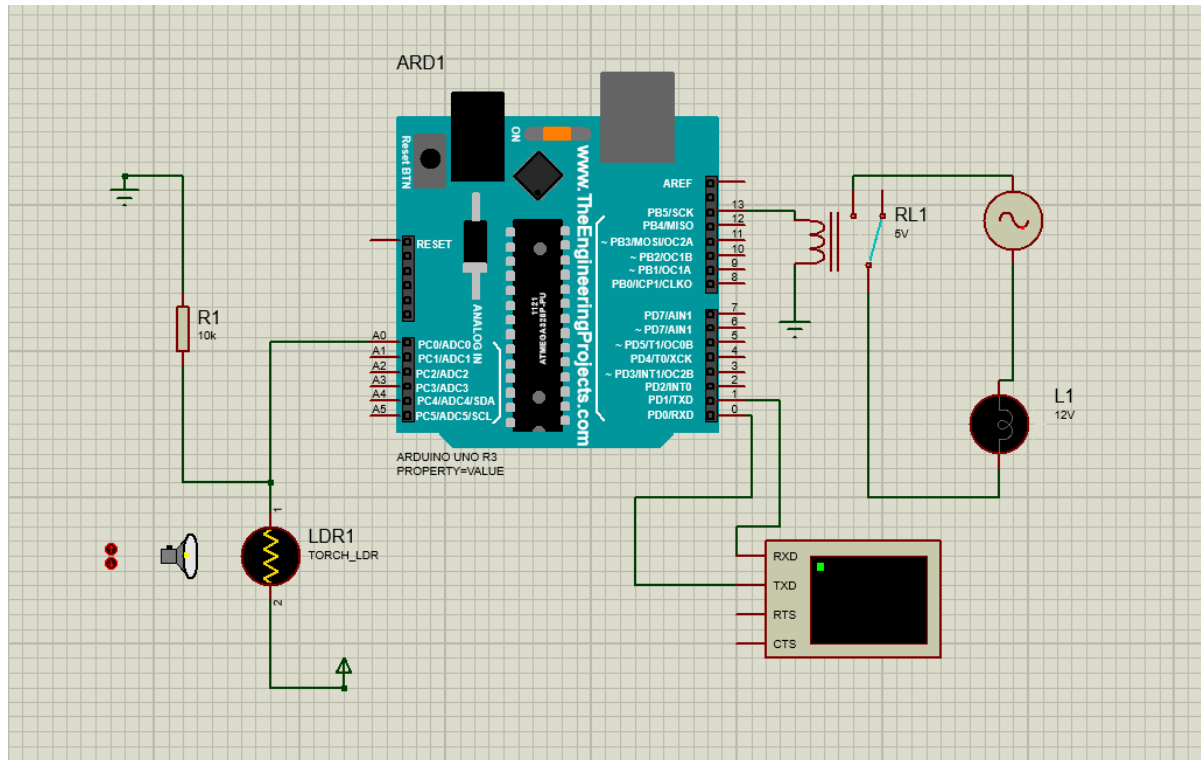 ARD1
ON
Reset BTN
www.TheEngineeringProjects.com
AREF
PB5/SCK
13
PB4/MISO
12
~ PB3/MOSI/OC2A
11
~ PB2/OC1B
10
~ PB1/OC1A
9
PB0/ICP1/CLKO
8
RESET
ANALOG IN
1121
ATMEGA328P-PU
PD7/AIN1
7
~ PD7/AIN1
6
~ PD5/T1/OC0B
5
PD4/T0/XCK
4
~ PD3/INT1/OC2B
3
PD2/INT0
2
PD1/TXD
1
PD0/RXD
0
A0
PC0/ADC0
A1
PC1/ADC1
A2
PC2/ADC2
A3
PC3/ADC3
A4
PC4/ADC4/SDA
A5
PC5/ADC5/SCL
ARDUINO UNO R3
PROPERTY=VALUE
R1
10k
RL1
5V
L1
12V
1
LDR1
TORCH_LDR
2
RXD
TXD
RTS
CTS